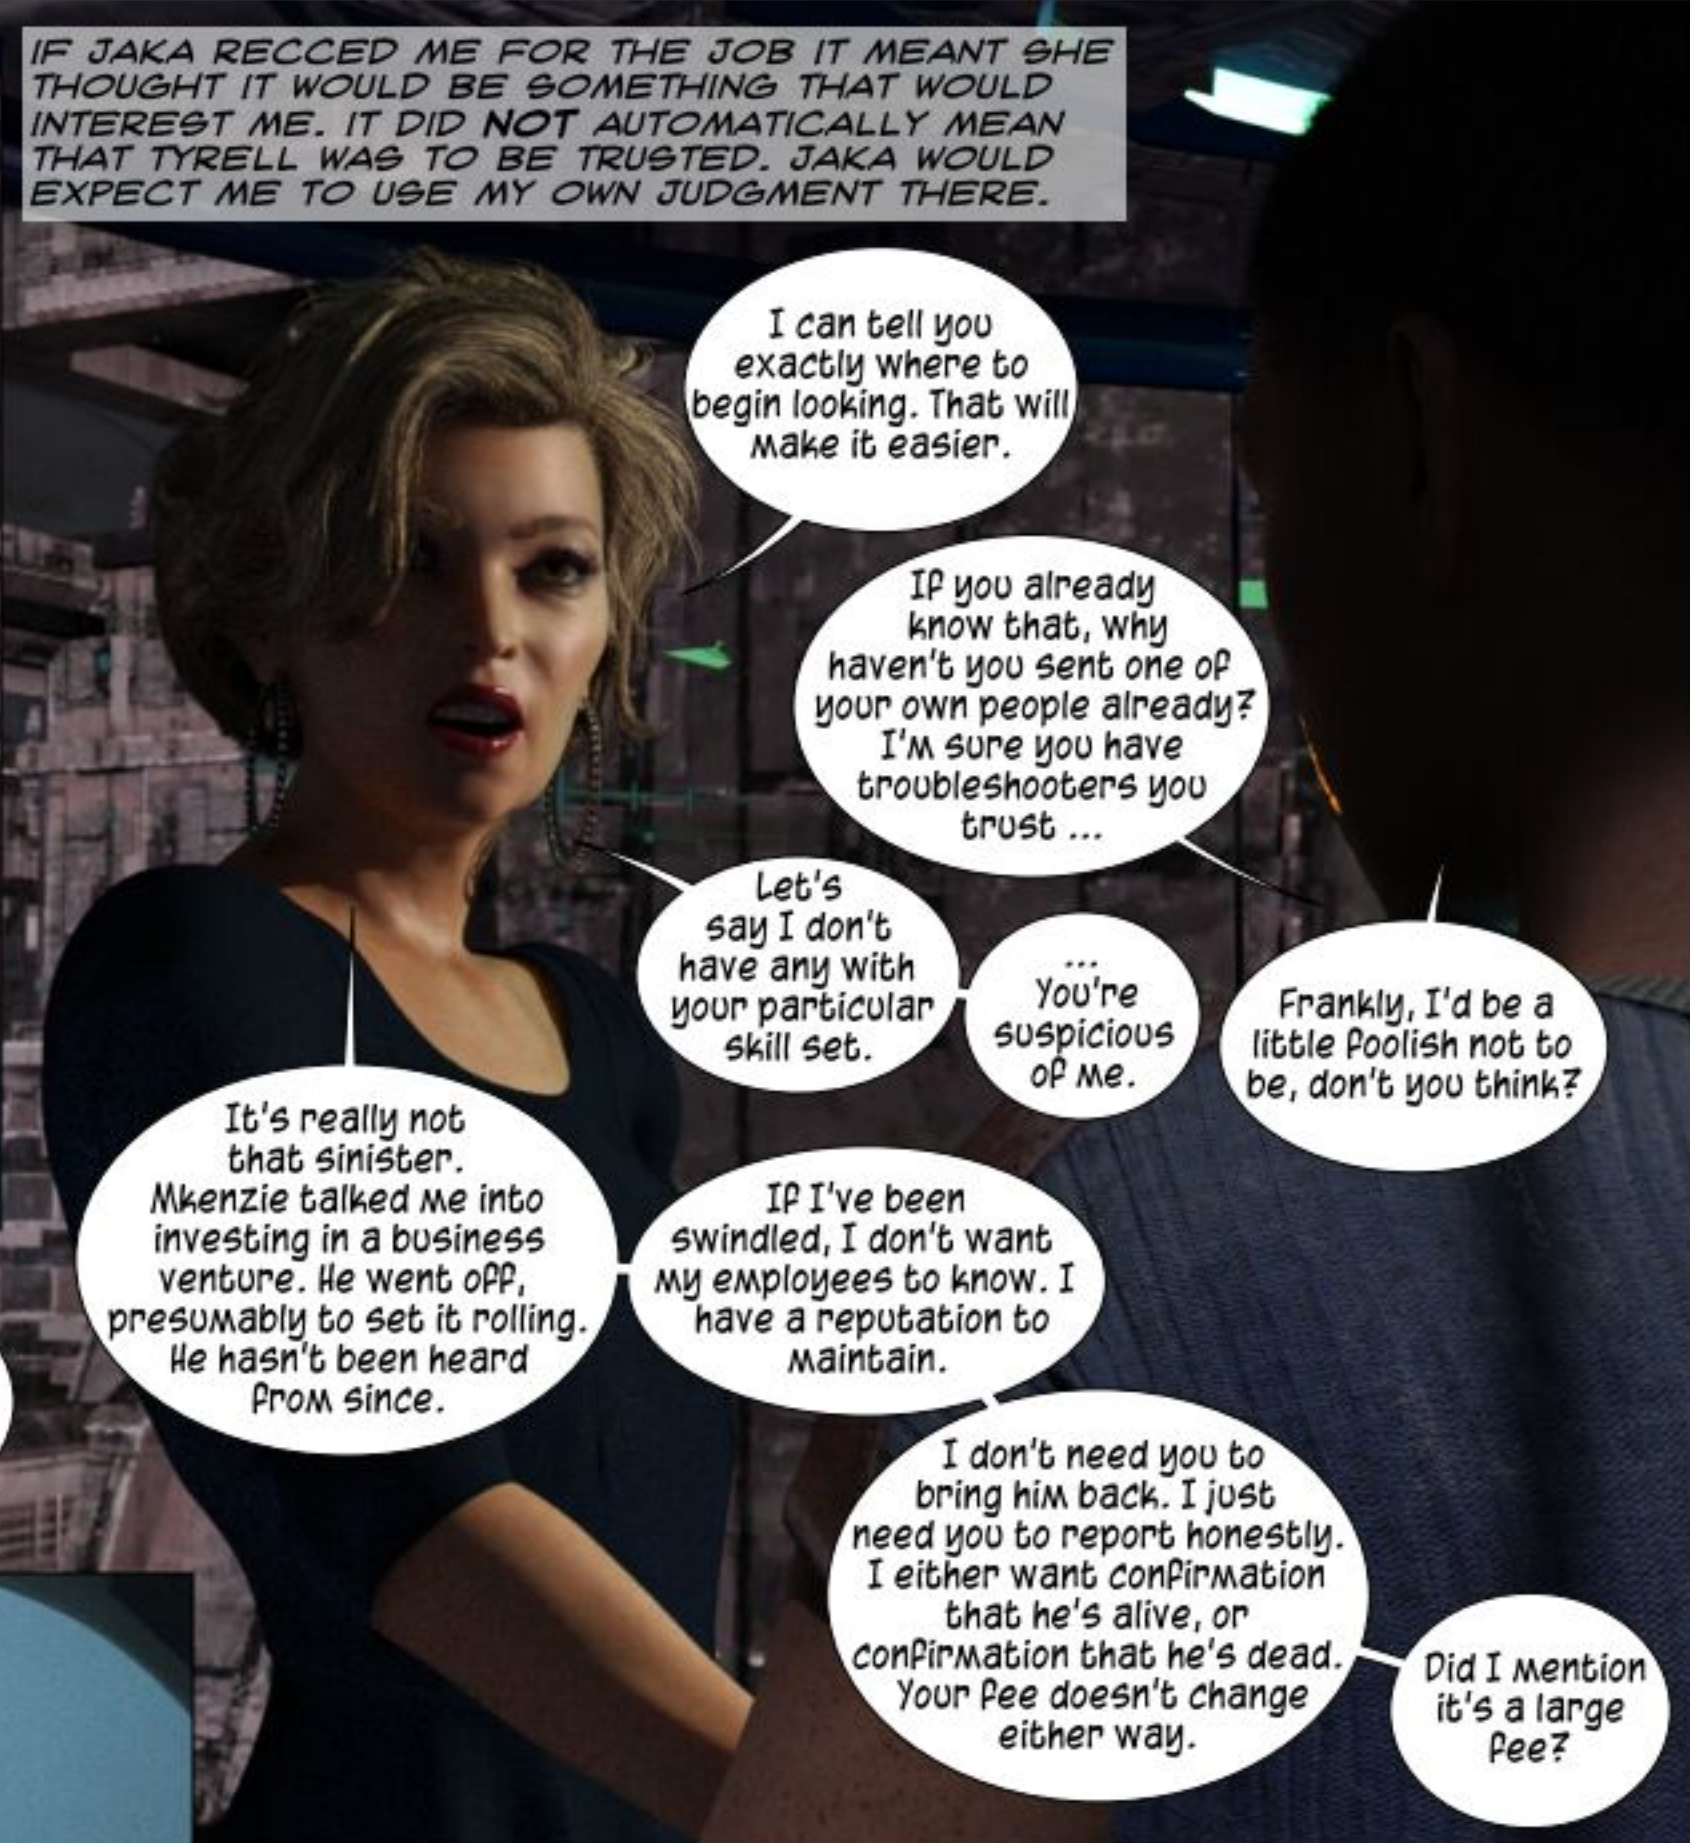 IF JAKA RECCED ME FOR THE JOB IT MEANT SHE
THOUGHT IT WOULD BE SOMETHING THAT WOULD
INTEREST ME. IT DID NOT AUTOMATICALLY MEAN
THAT TYRELL WAS TO BE TRUSTED. JAKA WOULD
EXPECT ME TO USE MY OWN JUDGMENT THERE.
I can tell you
exactly where to
begin looking. That will
make it easier.
If you already
know that, why
haven't you sent one of
your own people already?
I'm sure you have
troubleshooters you
trust ...
Let's
say I don't
have any with
your particular
skill set.
...
You're
suspicious
of me.
Frankly, I'd be a
little foolish not to
be, don't you think?
It's really not
that sinister.
Mkenzie talked me into
investing in a business
venture. He went off,
presumably to set it rolling.
He hasn't been heard
from since.
If I've been
swindled, I don't want
my employees to know. I
have a reputation to
maintain.
I don't need you to
bring him back. I just
need you to report honestly.
I either want confirmation
that he's alive, or
confirmation that he's dead.
Your fee doesn't change
either way.
Did I mention
it's a large
fee?